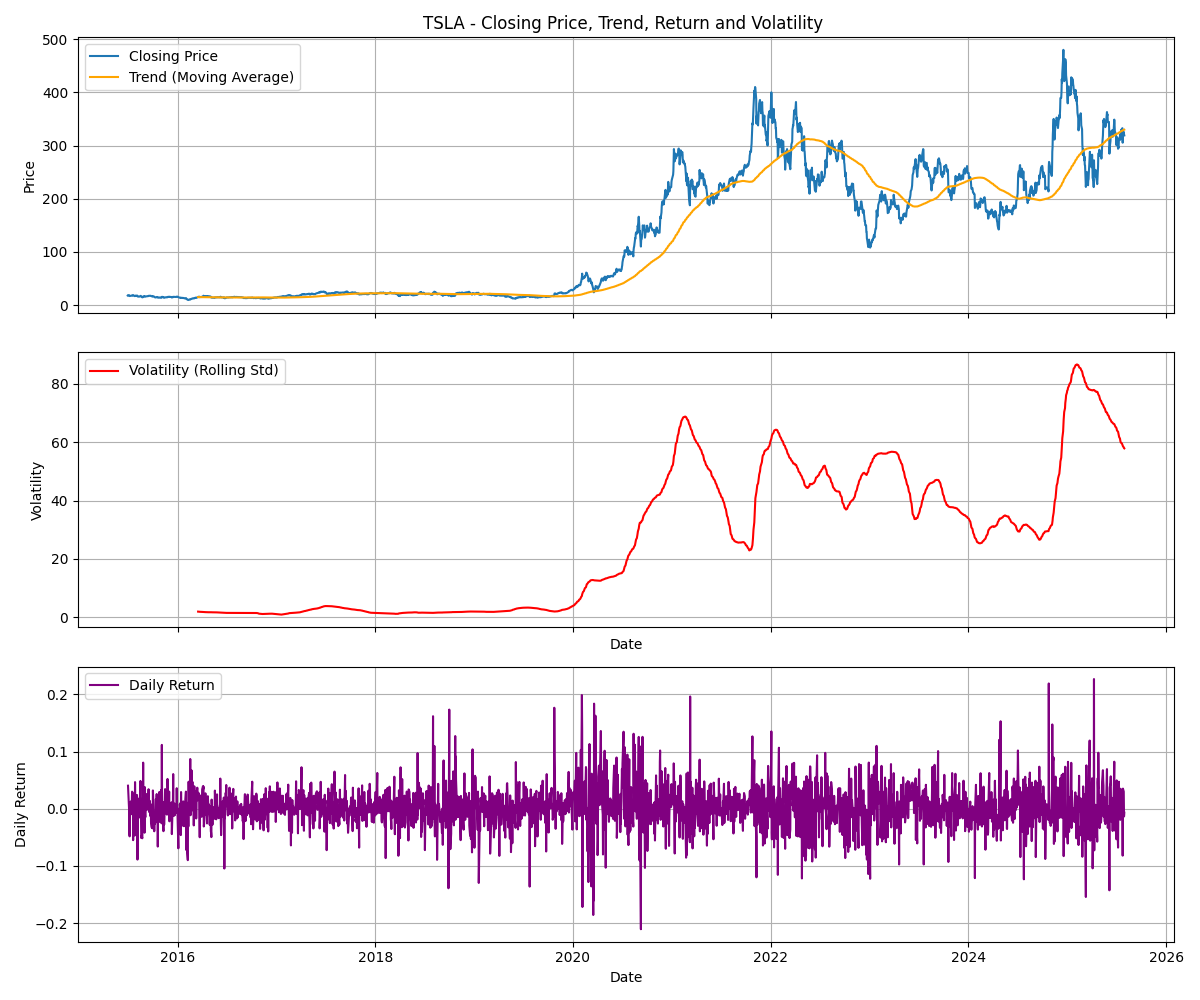 TSLA - Closing Price, Trend, Return and Volatility
Closing Price
Trend (Moving Average)
Price
500
400
300
200
100
0
Volatility (Rolling Std)
Volatility
80
60
40
20
0
Date
Daily Return
Daily Return
0.2
0.1
0.0
−0.1
−0.2
2016 2018 2020 2022 2024 2026
Date